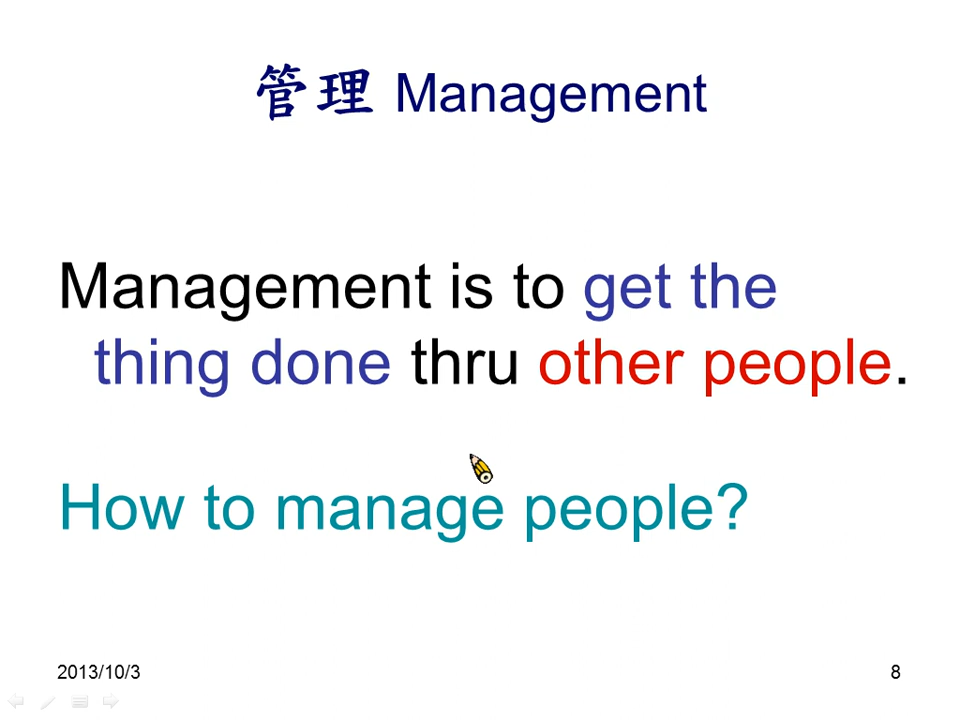 管理 Management
Management is to get the
thing done thru other people.
How to manage people?
2013/10/3
8